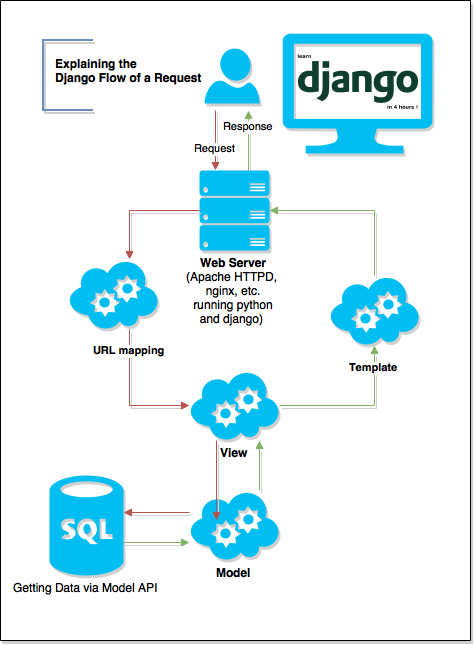 Explaining the
Django Flow of a Request
learn
django
in 4 hours !
Response
Request
Web Server
(Apache HTTPD,
nginx, etc.
running python
and django)
URL mapping
Template
View
SQL
Model
Getting Data via Model API